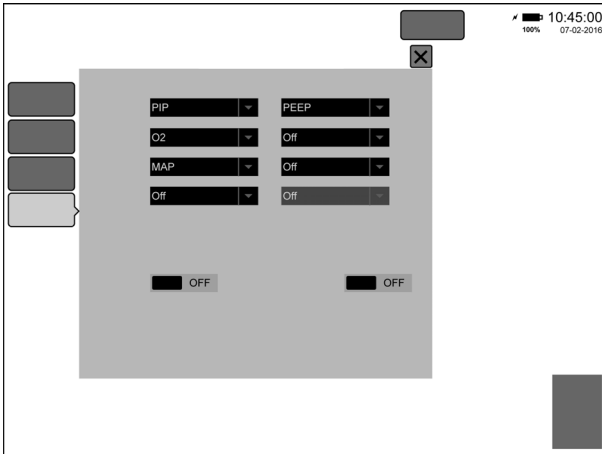 10:45:00
100% 07-02-2016
PIP PEEP
O2 Off
MAP Off
Off Off
OFF OFF